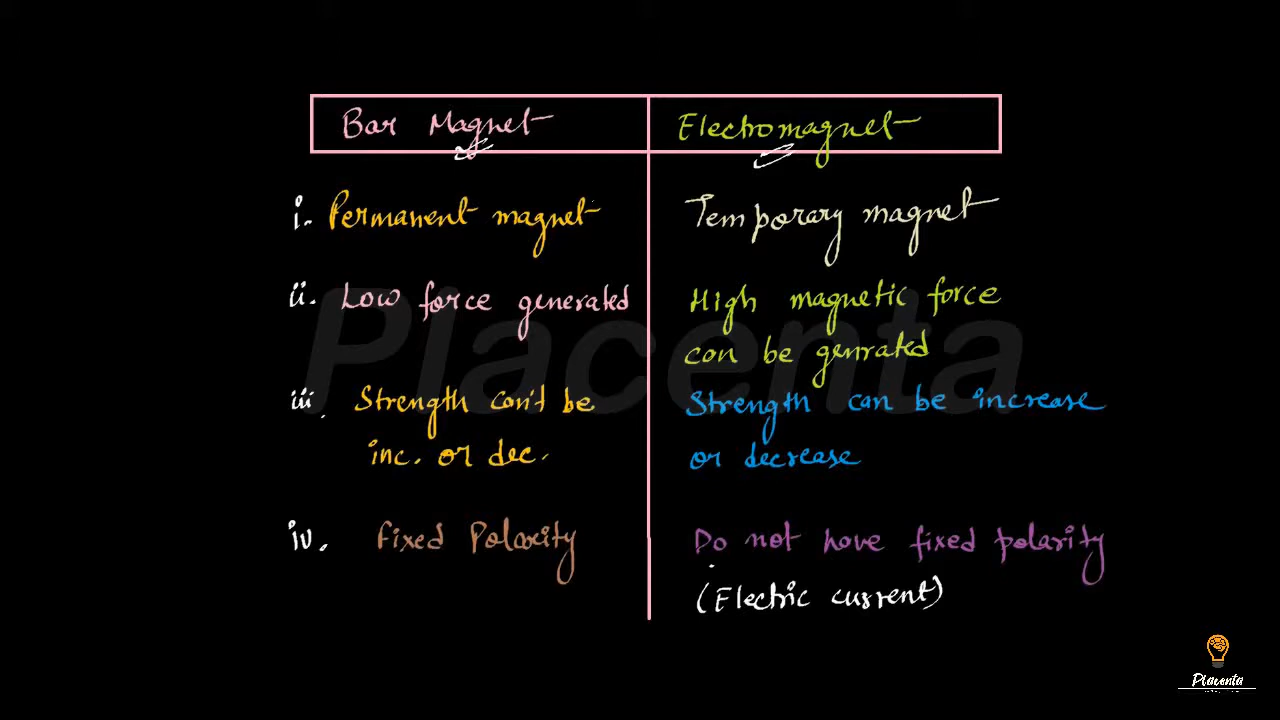 Bar Magnet Electromagnet
i. Permanent magnet Temporary magnet
ii. Low force generated High magnetic force
can be genrated
iii. Strength can't be Strength can be increase
inc. or dec. or decrease
iv. Fixed Polarity Do not have fixed polarity
(Electric current)
Placenta
Placenta